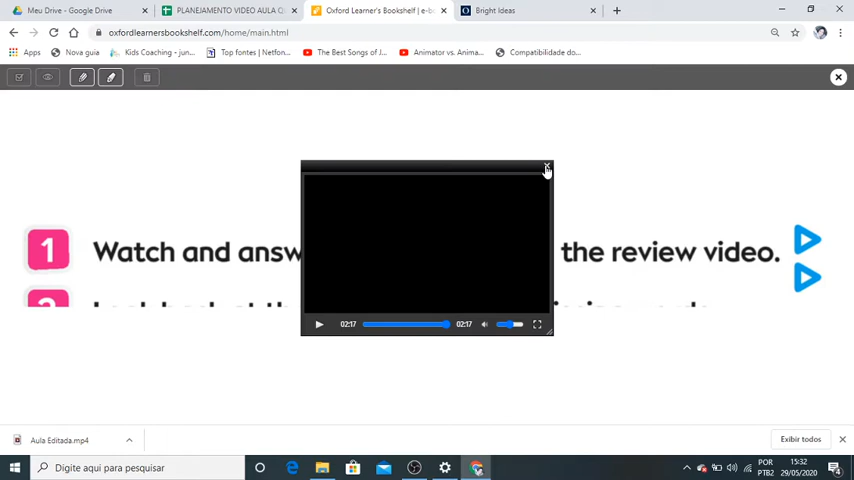 Meu Drive - Google Drive
PLANEJAMENTO VIDEO AULA Q
Oxford Learner's Bookshelf | e-b
Bright Ideas
oxfordlearnersbookshelf.com/home/main.html
Apps
Nova guia
Kids Coaching - jun...
Top fontes | Netfon...
The Best Songs of J...
Animator vs. Anima...
Compatibilidade do...
1 Watch and answ the review video.
02:17
02:17
Aula Editada.mp4
Exibir todos
Digite aqui para pesquisar
POR
PTB2
15:32
29/05/2020
4